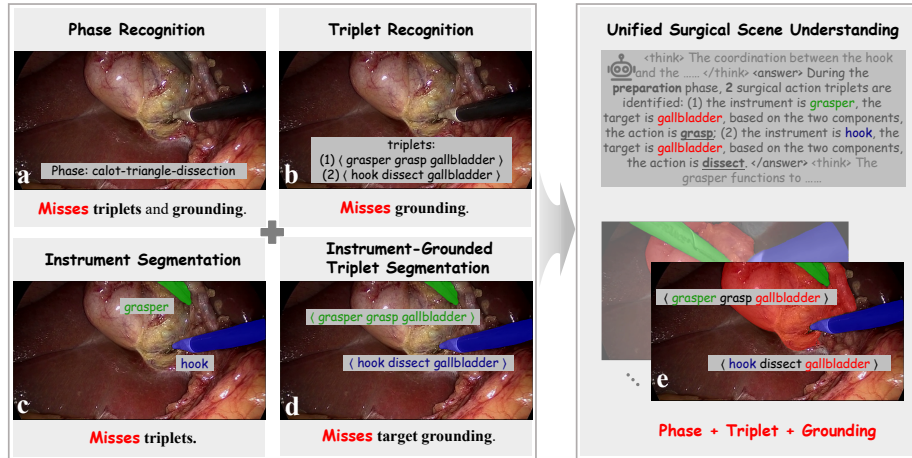 Phase Recognition
Phase: calot-triangle-dissection
a
Misses triplets and grounding.
Triplet Recognition
triplets:
(1) ⟨ grasper grasp gallbladder ⟩
(2) ⟨ hook dissect gallbladder ⟩
b
Misses grounding.
Instrument Segmentation
grasper
hook
c
Misses triplets.
Instrument-Grounded
Triplet Segmentation
⟨ grasper grasp gallbladder ⟩
⟨ hook dissect gallbladder ⟩
d
Misses target grounding.
Unified Surgical Scene Understanding
<think> The coordination between the hook
and the ...... </think> <answer> During the
preparation phase, 2 surgical action triplets are
identified: (1) the instrument is grasper, the
target is gallbladder, based on the two components,
the action is grasp; (2) the instrument is hook, the
target is gallbladder, based on the two components,
the action is dissect. </answer> <think> The
grasper functions to ......
⟨ grasper grasp gallbladder ⟩
⟨ hook dissect gallbladder ⟩
e
Phase + Triplet + Grounding